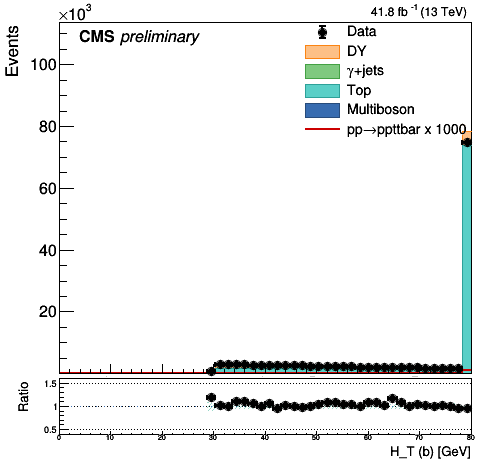 ×10³
41.8 fb⁻¹ (13 TeV)
CMS preliminary
Events
Data
DY
γ+jets
Top
Multiboson
pp→ppttbar x 1000
100
80
60
40
20
Ratio
1.5
1
0.5
0 10 20 30 40 50 60 70 80
H_T (b) [GeV]